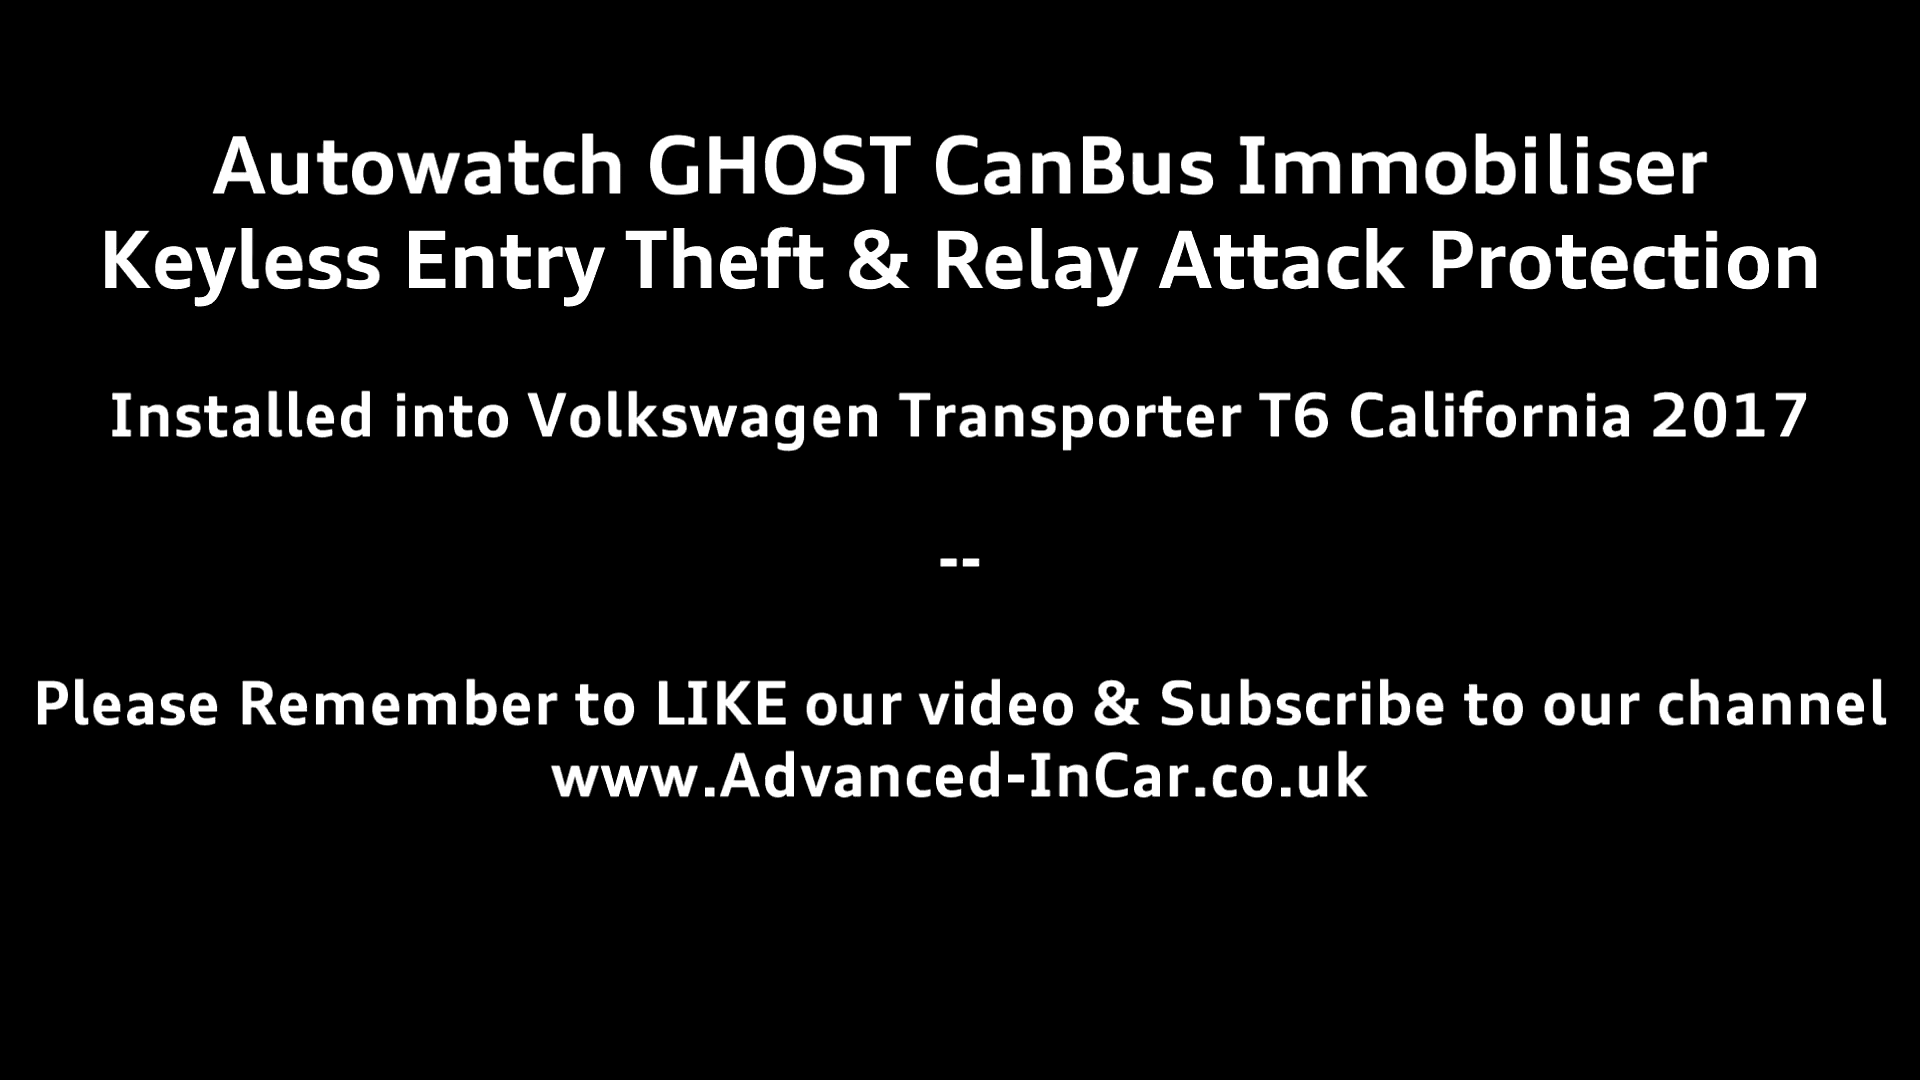 Autowatch GHOST CanBus Immobiliser
Keyless Entry Theft & Relay Attack Protection
Installed into Volkswagen Transporter T6 California 2017
--
Please Remember to LIKE our video & Subscribe to our channel
www.Advanced-InCar.co.uk